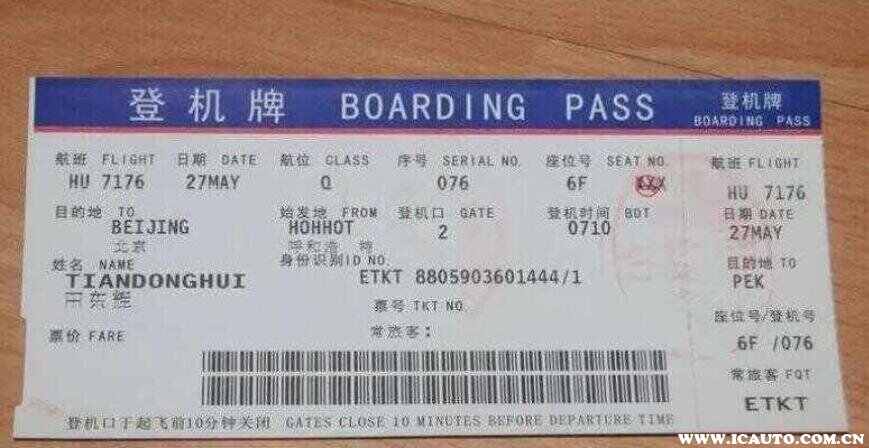 登机牌 BOARDING PASS 登机牌
BOARDING PASS
航班 FLIGHT 日期 DATE 航位 CLASS 序号 SERIAL NO. 座位号 SEAT NO. 航班 FLIGHT
HU 7176 27MAY Q 076 6F XXX HU 7176
目的地 TO 始发地 FROM 登机口 GATE 登机时间 BDT 日期 DATE
BEIJING HOHHOT 2 0710 27MAY
北京 呼和浩特
姓名 NAME 身份识别ID NO. 目的地 TO
TIANDONGHUI ETKT 8805903601444/1 PEK
田东辉
票号 TKT NO.
票价 FARE 常旅客: 座位号/登机号
6F /076
常旅客 FQT
ETKT
登机口于起飞前10分钟关闭 GATES CLOSE 10 MINUTES BEFORE DEPARTURE TIME
WWW.ICAUTO.COM.CN